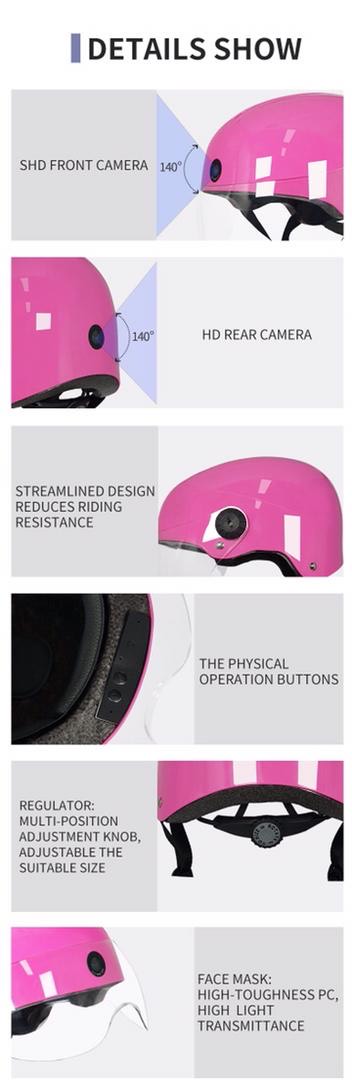 DETAILS SHOW
SHD FRONT CAMERA
140°
140°
HD REAR CAMERA
STREAMLINED DESIGN
REDUCES RIDING
RESISTANCE
THE PHYSICAL
OPERATION BUTTONS
REGULATOR:
MULTI-POSITION
ADJUSTMENT KNOB,
ADJUSTABLE THE
SUITABLE SIZE
FACE MASK:
HIGH-TOUGHNESS PC,
HIGH LIGHT
TRANSMITTANCE